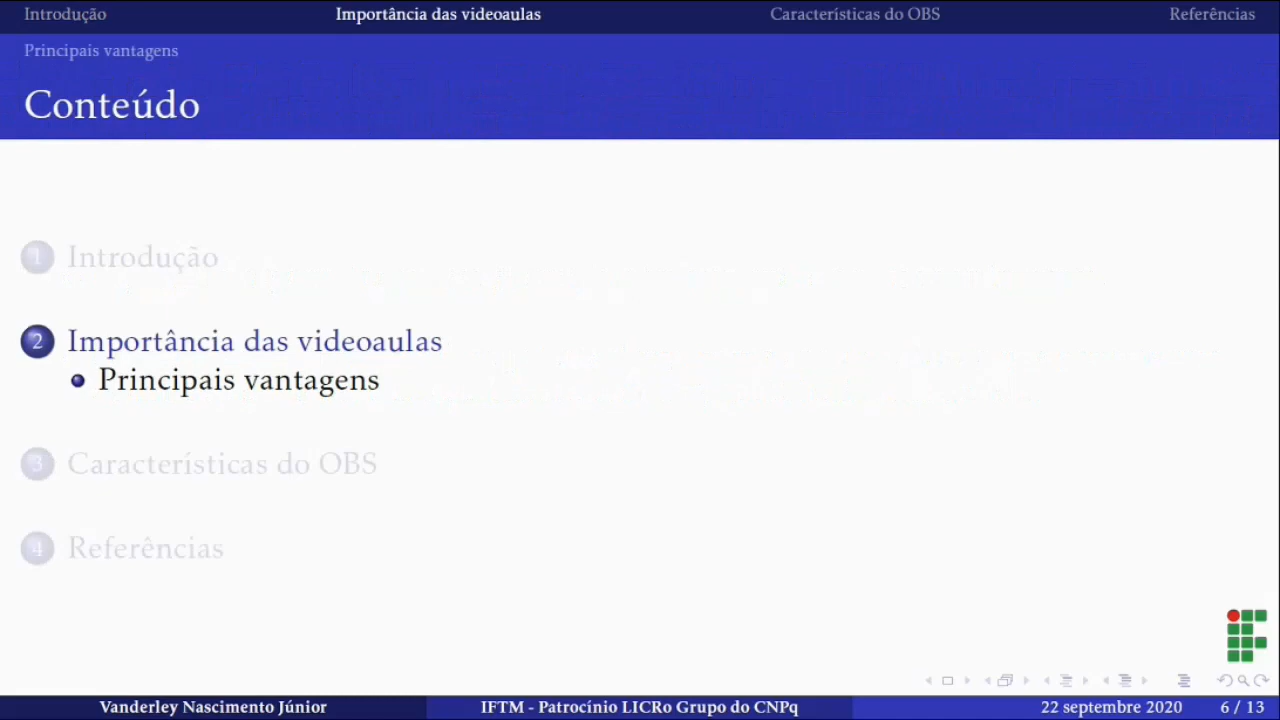 Introdução Importância das videoaulas Características do OBS Referências
Principais vantagens
Conteúdo
1 Introdução
2 Importância das videoaulas
Principais vantagens
3 Características do OBS
4 Referências
Vanderley Nascimento Júnior IFTM - Patrocínio LICRo Grupo do CNPq 22 septembre 2020 6 / 13